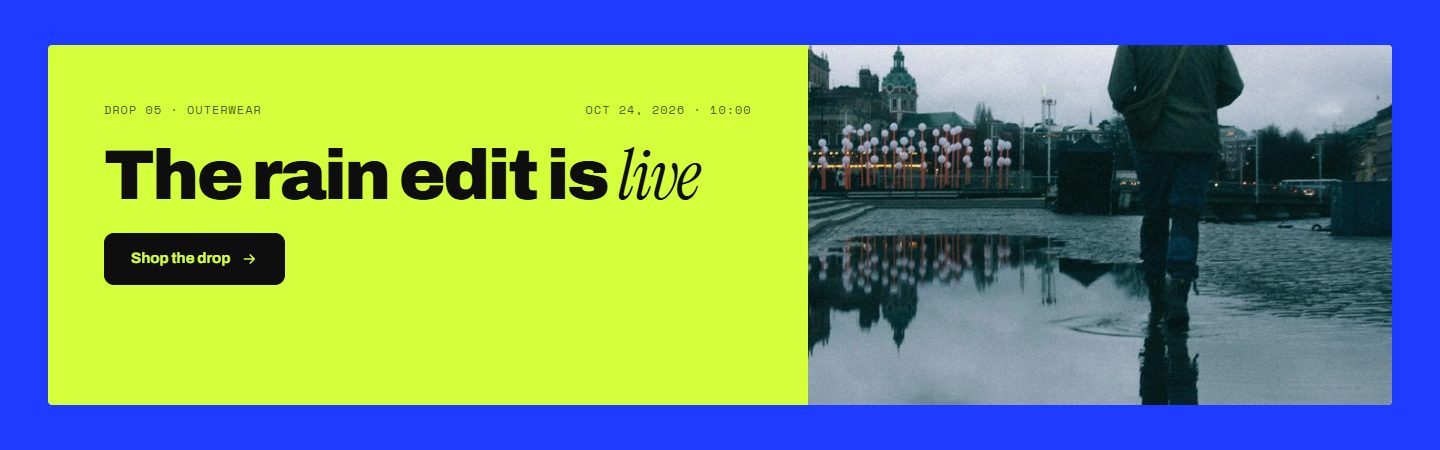 DROP 05 · OUTERWEAR
OCT 24, 2026 · 10:00
The rain edit is live
Shop the drop →